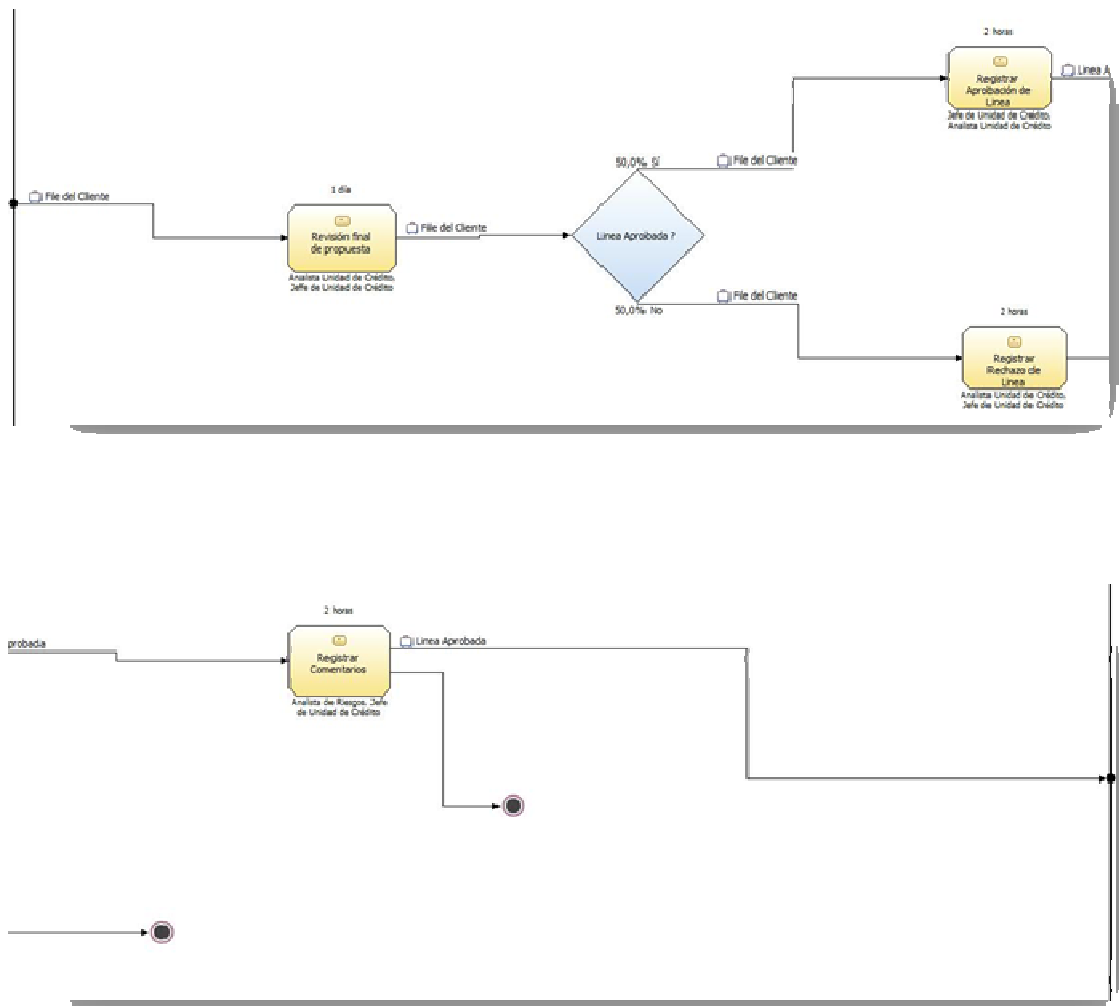 2 horas
Registrar
Aprobación de
Linea
Jefe de Unidad de Crédito,
Analista Unidad de Crédito
Linea A
File del Cliente
1 día
Revisión final
de propuesta
Analista Unidad de Crédito,
Jefe de Unidad de Crédito
File del Cliente
Linea Aprobada ?
50,0% Sí
File del Cliente
50,0% No
File del Cliente
2 horas
Registrar
Rechazo de
Linea
Analista Unidad de Crédito,
Jefe de Unidad de Crédito
probada
2 horas
Registrar
Comentarios
Analista de Riesgos, Jefe
de Unidad de Crédito
Linea Aprobada